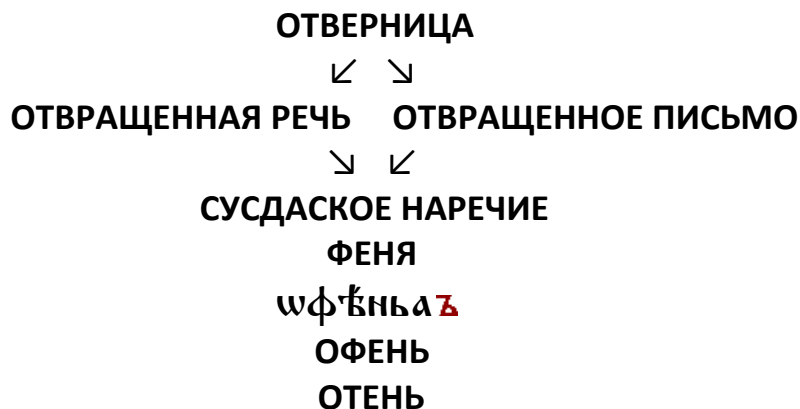 ОТВЕРНИЦА
↙ ↘
ОТВРАЩЕННАЯ РЕЧЬ ОТВРАЩЕННОЕ ПИСЬМО
↘ ↙
СУСДАСКОЕ НАРЕЧИЕ
ФЕНЯ
ѡфѣ́ньаъ
ОФЕНЬ
ОТЕНЬ